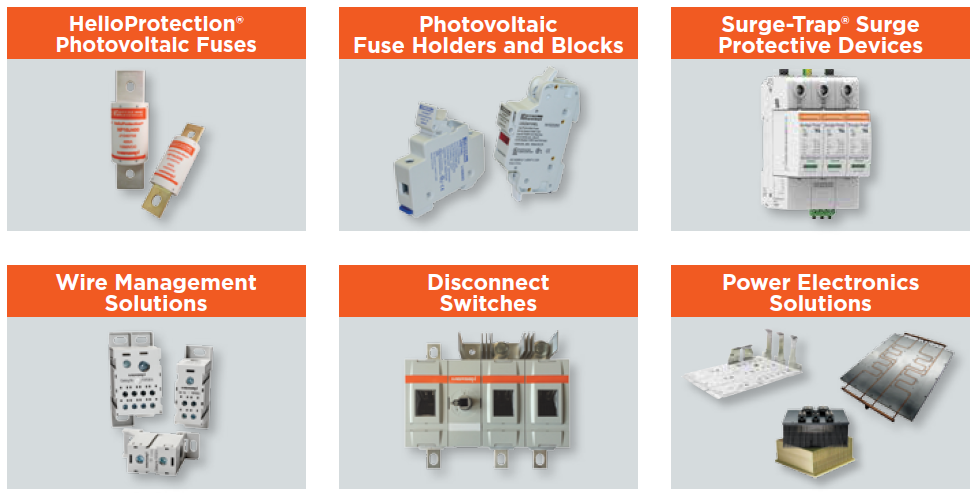 HelloProtectIon®
PhotovoltaIc Fuses
Photovoltaic
Fuse Holders and Blocks
Surge-Trap® Surge
Protective Devices
Wire Management
Solutions
Disconnect
Switches
Power Electronics
Solutions